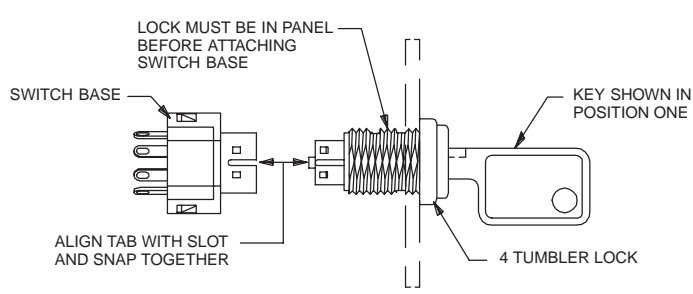 LOCK MUST BE IN PANEL
BEFORE ATTACHING
SWITCH BASE
SWITCH BASE
KEY SHOWN IN
POSITION ONE
ALIGN TAB WITH SLOT
AND SNAP TOGETHER
4 TUMBLER LOCK